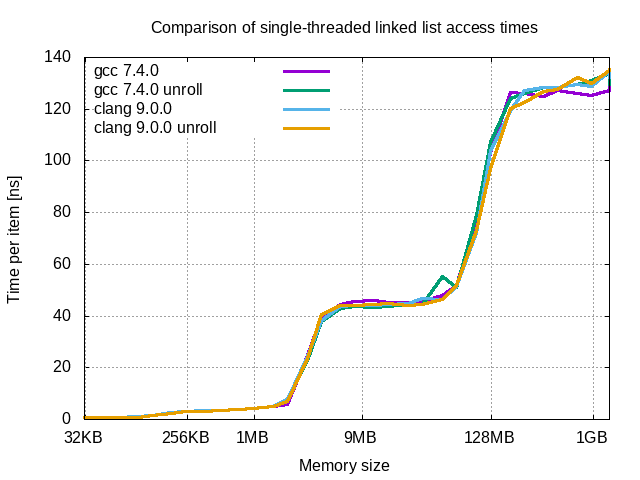 Comparison of single-threaded linked list access times
gcc 7.4.0
gcc 7.4.0 unroll
clang 9.0.0
clang 9.0.0 unroll
Time per item [ns]
140
120
100
80
60
40
20
0
32KB 256KB 1MB 9MB 128MB 1GB
Memory size